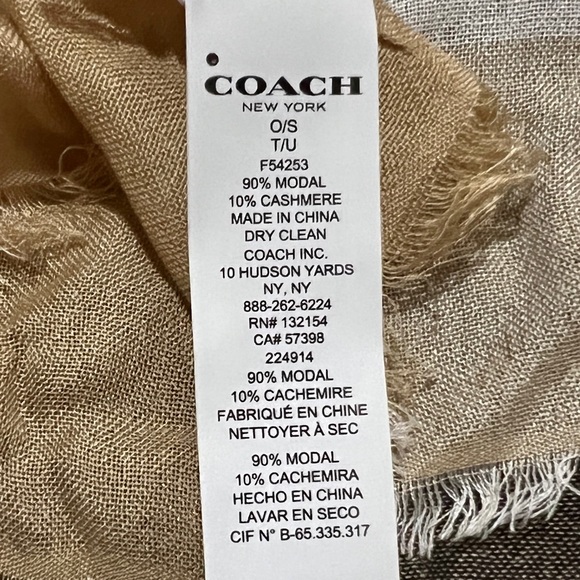 COACH
NEW YORK
O/S
T/U
F54253
90% MODAL
10% CASHMERE
MADE IN CHINA
DRY CLEAN
COACH INC.
10 HUDSON YARDS
NY, NY
888-262-6224
RN# 132154
CA# 57398
224914
90% MODAL
10% CACHEMIRE
FABRIQUÉ EN CHINE
NETTOYER À SEC
90% MODAL
10% CACHEMIRA
HECHO EN CHINA
LAVAR EN SECO
CIF N° B-65.335.317